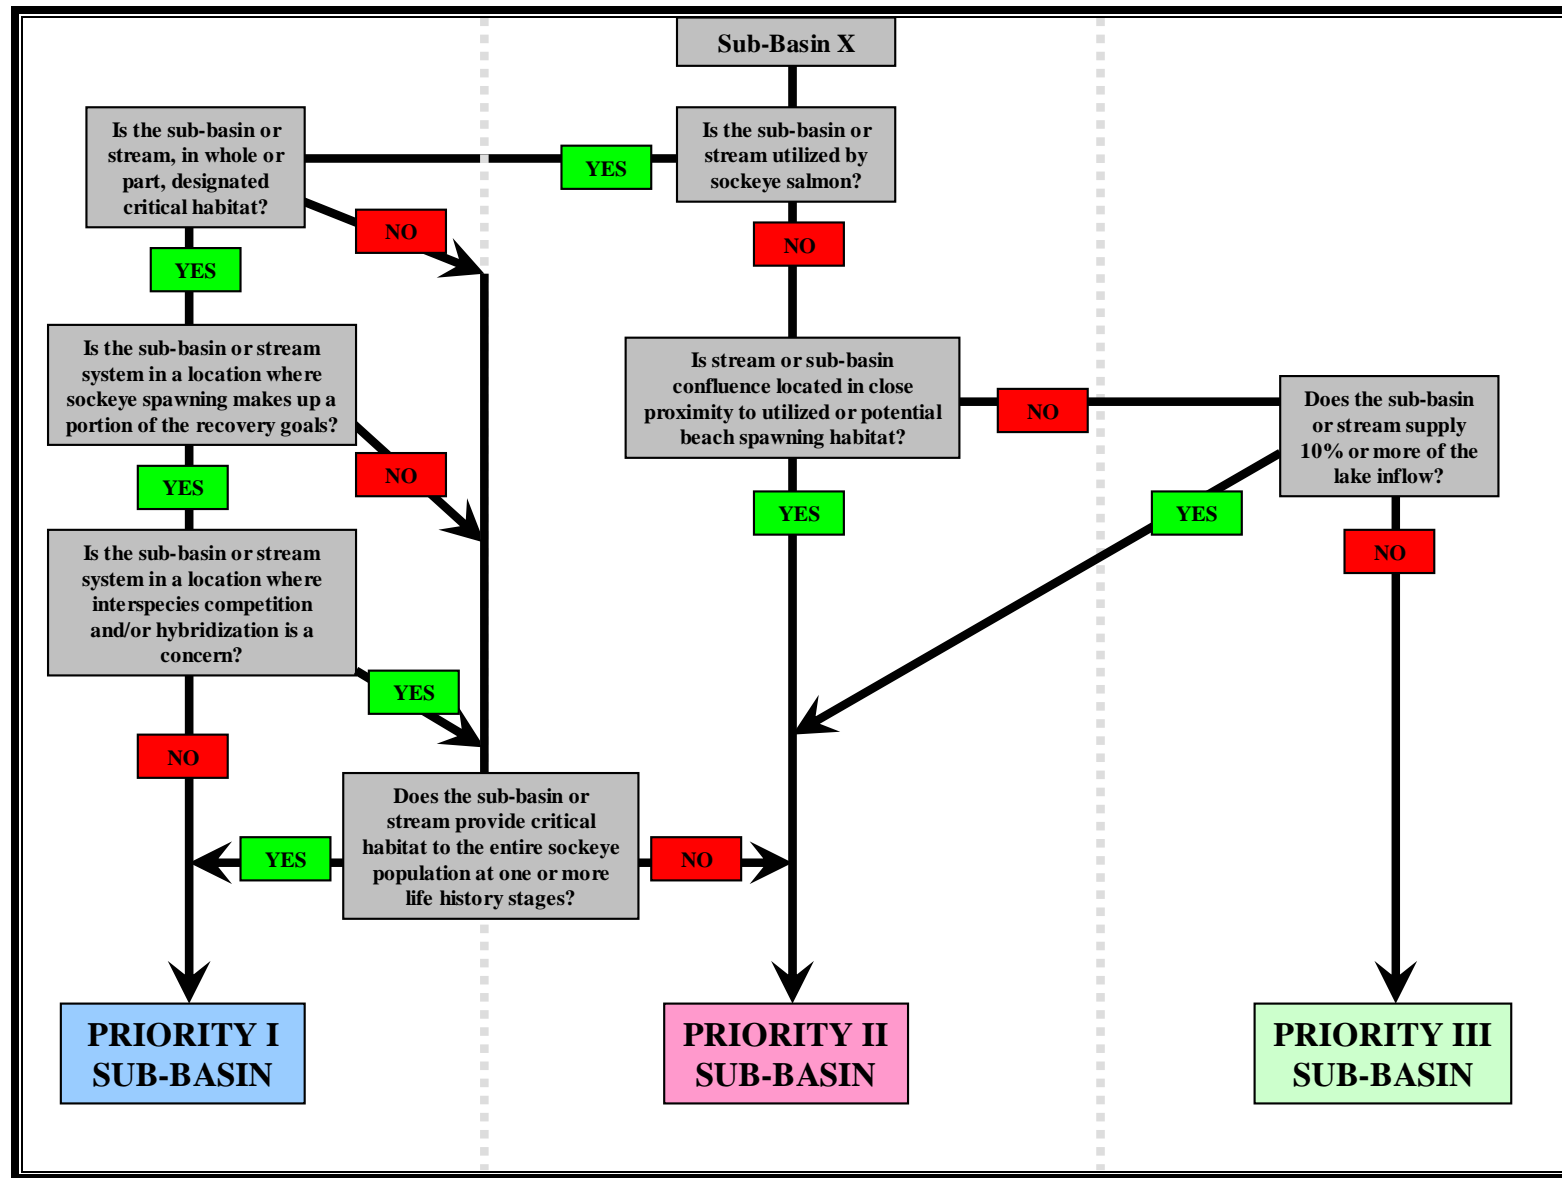 Sub-Basin X
Is the sub-basin or
stream, in whole or
part, designated
critical habitat?
YES
Is the sub-basin or
stream utilized by
sockeye salmon?
NO
NO
YES
Is the sub-basin or stream
system in a location where
sockeye spawning makes up a
portion of the recovery goals?
Is stream or sub-basin
confluence located in close
proximity to utilized or potential
beach spawning habitat?
NO
Does the sub-basin
or stream supply
10% or more of the
lake inflow?
NO
YES
YES
YES
NO
Is the sub-basin or stream
system in a location where
interspecies competition
and/or hybridization is a
concern?
YES
NO
Does the sub-basin or
stream provide critical
habitat to the entire sockeye
population at one or more
life history stages?
YES
NO
PRIORITY I
SUB-BASIN
PRIORITY II
SUB-BASIN
PRIORITY III
SUB-BASIN